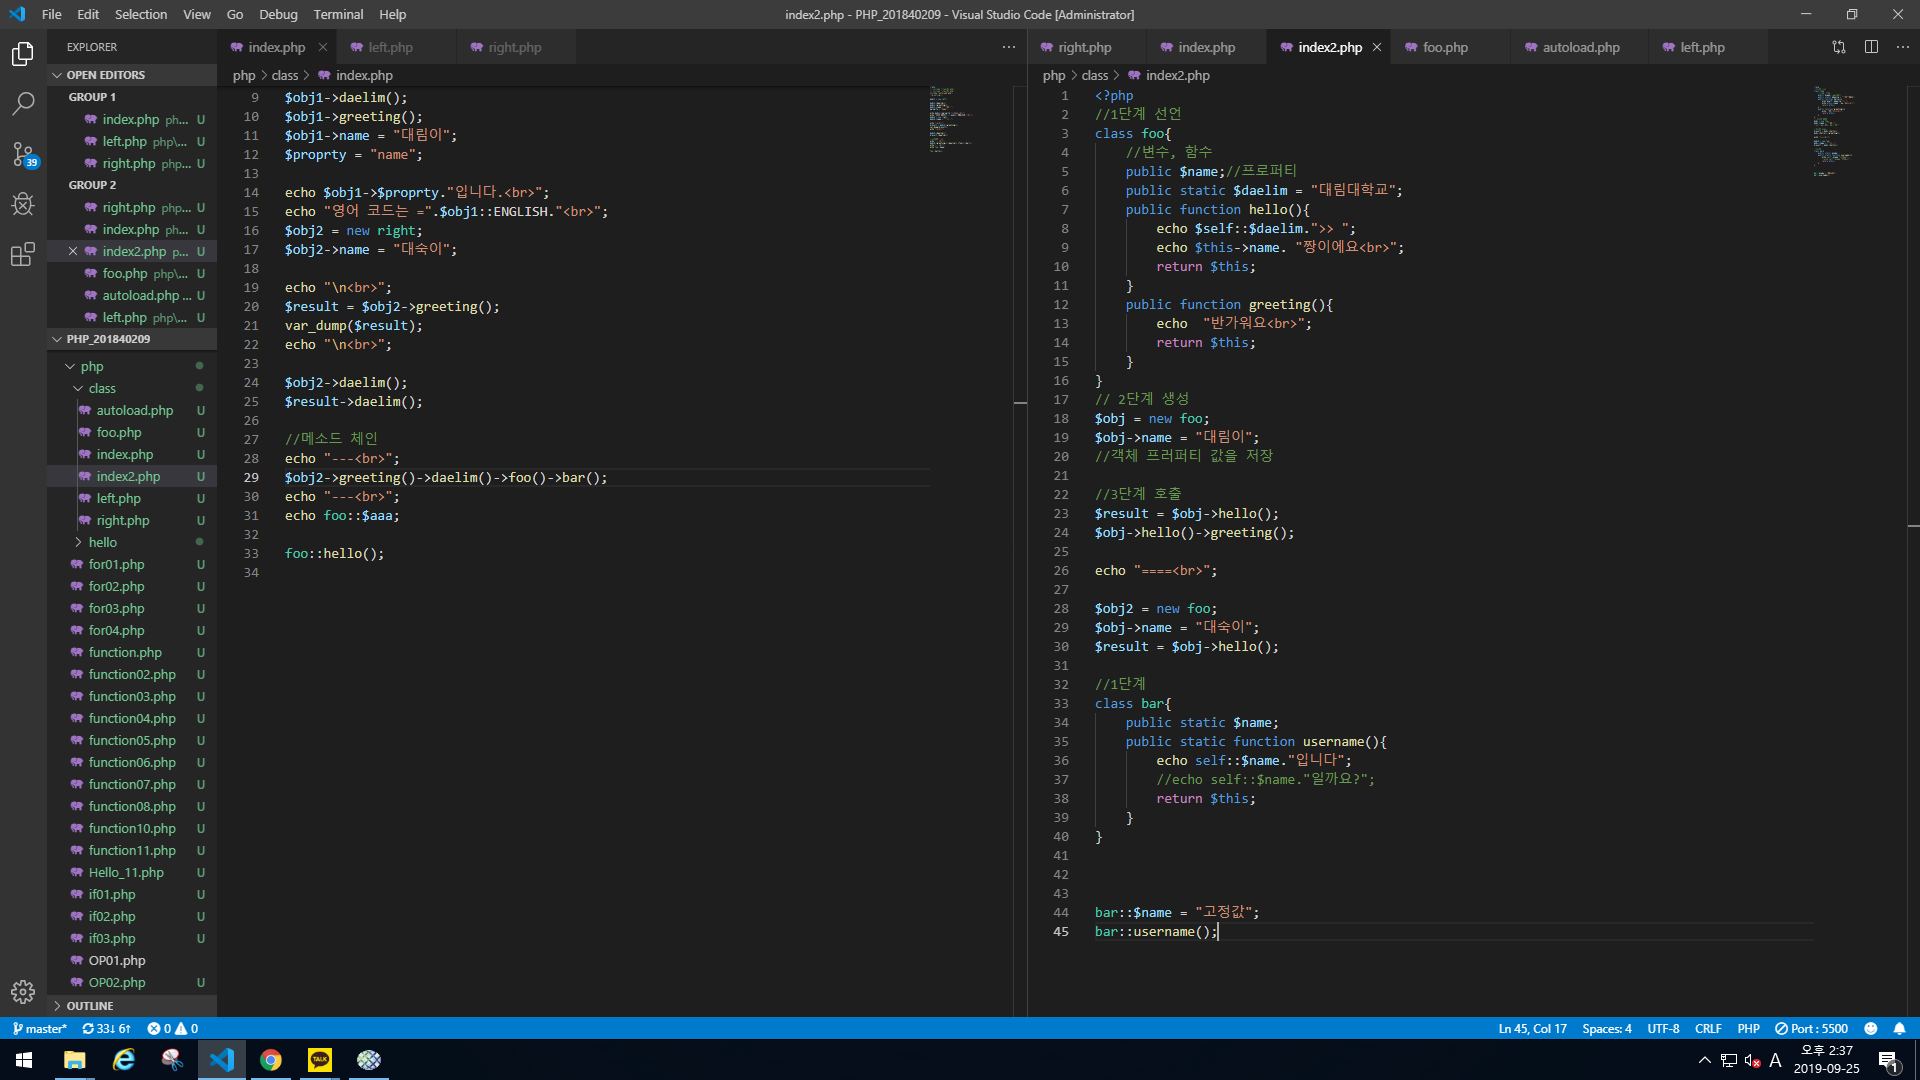 File Edit Selection View Go Debug Terminal Help
index2.php - PHP_201840209 - Visual Studio Code [Administrator]
EXPLORER
OPEN EDITORS
GROUP 1
index.php ph... U
left.php php\... U
right.php php... U
GROUP 2
right.php php... U
index.php ph... U
index2.php p... U
foo.php php\... U
autoload.php ... U
left.php php\... U
PHP_201840209
php
class
autoload.php U
foo.php U
index.php U
index2.php U
left.php U
right.php U
hello
for01.php U
for02.php U
for03.php U
for04.php U
function.php U
function02.php U
function03.php U
function04.php U
function05.php U
function06.php U
function07.php U
function08.php U
function10.php U
function11.php U
Hello_11.php U
if01.php U
if02.php U
if03.php U
OP01.php
OP02.php U
OUTLINE
39
index.php left.php right.php
php > class > index.php
9 $obj1->daelim();
10 $obj1->greeting();
11 $obj1->name = "대림이";
12 $proprty = "name";
13
14 echo $obj1->$proprty."입니다.<br>";
15 echo "영어 코드는 =".$obj1::ENGLISH."<br>";
16 $obj2 = new right;
17 $obj2->name = "대숙이";
18
19 echo "\n<br>";
20 $result = $obj2->greeting();
21 var_dump($result);
22 echo "\n<br>";
23
24 $obj2->daelim();
25 $result->daelim();
26
27 //메소드 체인
28 echo "---<br>";
29 $obj2->greeting()->daelim()->foo()->bar();
30 echo "---<br>";
31 echo foo::$aaa;
32
33 foo::hello();
34
right.php index.php index2.php foo.php autoload.php left.php
php > class > index2.php
1 <?php
2 //1단계 선언
3 class foo{
4 //변수, 함수
5 public $name;//프로퍼티
6 public static $daelim = "대림대학교";
7 public function hello(){
8 echo $self::$daelim.">> ";
9 echo $this->name. "짱이에요<br>";
10 return $this;
11 }
12 public function greeting(){
13 echo  "반가워요<br>";
14 return $this;
15 }
16 }
17 // 2단계 생성
18 $obj = new foo;
19 $obj->name = "대림이";
20 //객체 프러퍼티 값을 저장
21
22 //3단계 호출
23 $result = $obj->hello();
24 $obj->hello()->greeting();
25
26 echo "====<br>";
27
28 $obj2 = new foo;
29 $obj->name = "대숙이";
30 $result = $obj->hello();
31
32 //1단계
33 class bar{
34 public static $name;
35 public static function username(){
36 echo self::$name."입니다";
37 //echo self::$name."일까요?";
38 return $this;
39 }
40 }
41
42
43
44 bar::$name = "고정값";
45 bar::username();
master* 33↓ 6↑ 0 0
Ln 45, Col 17 Spaces: 4 UTF-8 CRLF PHP Port : 5500
TALK
A
오후 2:37
2019-09-25
1